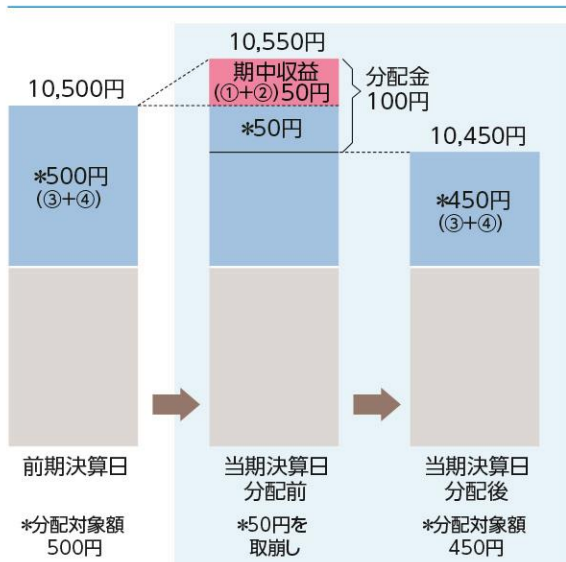 10,500円
*500円
(③+④)
前期決算日
*分配対象額
500円
10,550円
期中収益
(①+②)50円
*50円
分配金
100円
当期決算日
分配前
*50円を
取崩し
10,450円
*450円
(③+④)
当期決算日
分配後
*分配対象額
450円